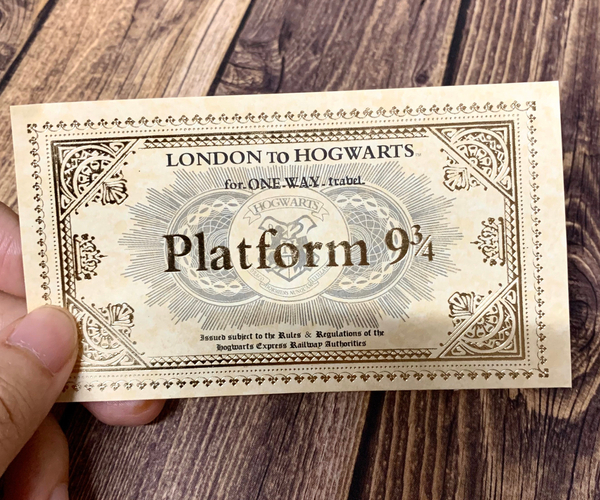 LONDON TO HOGWARTS
for ONE WAY travel
HOGWARTS
Platform 9¾
Issued subject to the Rules & Regulations of the
Hogwarts Express Railway Authorities